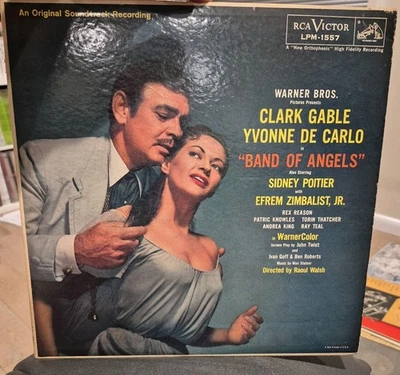 An Original Soundtrack Recording
RCA VICTOR
LPM-1557
A "New Orthophonic" High Fidelity Recording
WARNER BROS.
Pictures Presents
CLARK GABLE
YVONNE DE CARLO
in
"BAND OF ANGELS"
Also Starring
SIDNEY POITIER
with
EFREM ZIMBALIST, JR.
REX REASON
PATRIC KNOWLES TORIN THATCHER
ANDREA KING RAY TEAL
in WarnerColor
Screen Play by John Twist
and
Ivan Goff & Ben Roberts
Music by Max Steiner
Directed by Raoul Walsh